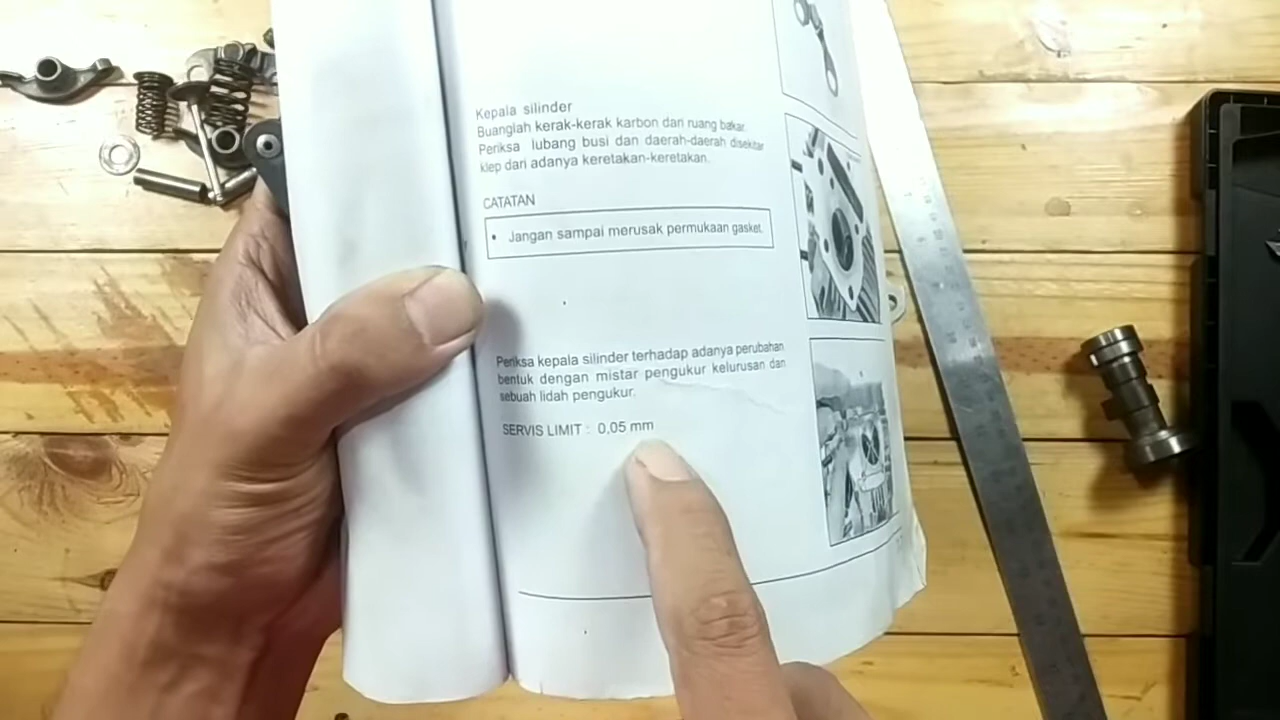 Kepala silinder
Buanglah kerak-kerak karbon dari ruang bakar.
Periksa lubang busi dan daerah-daerah disekitar
klep dari adanya keretakan-keretakan.
CATATAN
• Jangan sampai merusak permukaan gasket.
Periksa kepala silinder terhadap adanya perubahan
bentuk dengan mistar pengukur kelurusan dan
sebuah lidah pengukur.
SERVIS LIMIT : 0,05 mm